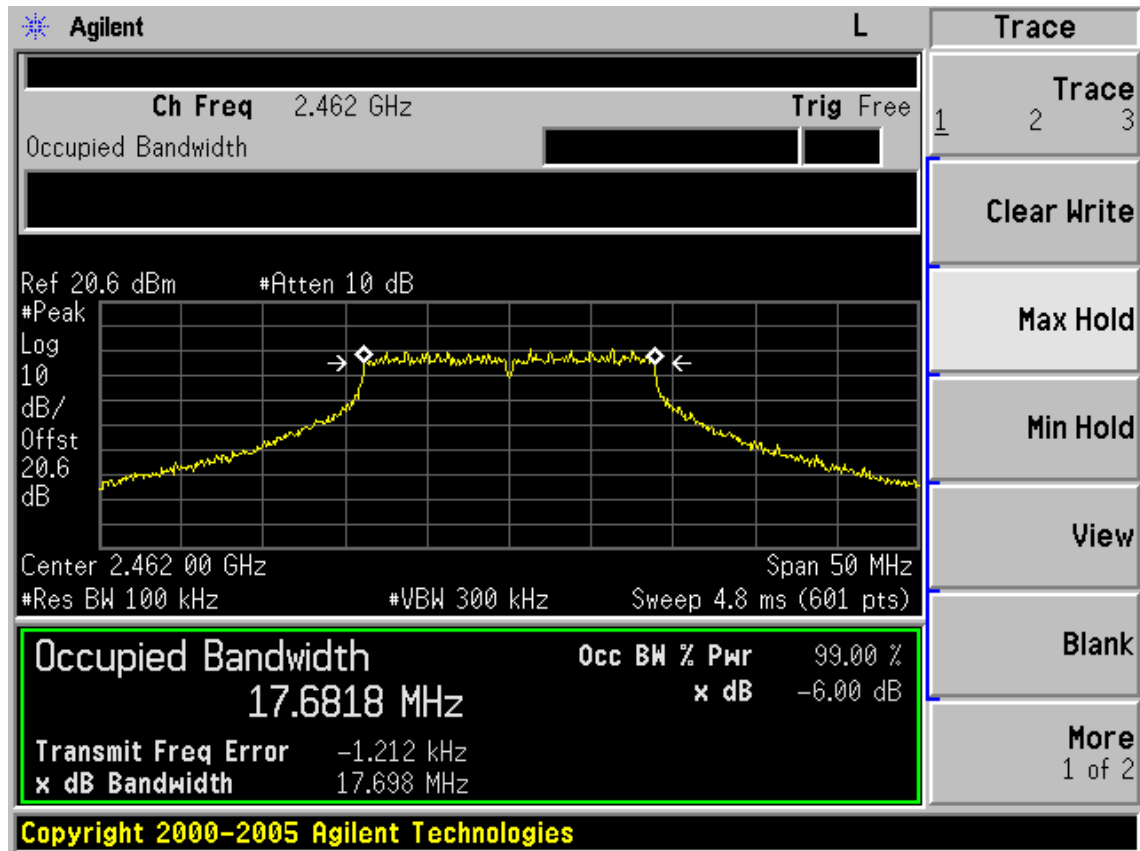 Agilent L
Trace
Ch Freq 2.462 GHz Trig Free
Occupied Bandwidth
Trace
1 2 3
Clear Write
Max Hold
Min Hold
View
Blank
More
1 of 2
Ref 20.6 dBm #Atten 10 dB
#Peak
Log
10
dB/
Offst
20.6
dB
Center 2.462 00 GHz Span 50 MHz
#Res BW 100 kHz #VBW 300 kHz Sweep 4.8 ms (601 pts)
Occupied Bandwidth Occ BW % Pwr 99.00 %
17.6818 MHz x dB -6.00 dB
Transmit Freq Error -1.212 kHz
x dB Bandwidth 17.698 MHz
Copyright 2000-2005 Agilent Technologies